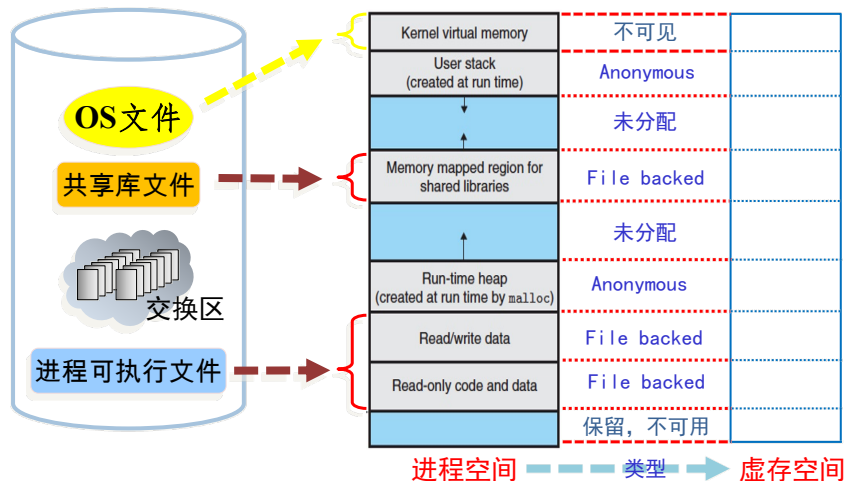 OS文件
共享库文件
交换区
进程可执行文件
Kernel virtual memory
User stack
(created at run time)
Memory mapped region for
shared libraries
Run-time heap
(created at run time by malloc)
Read/write data
Read-only code and data
不可见
Anonymous
未分配
File backed
未分配
Anonymous
File backed
File backed
保留，不可用
进程空间
类型
虚存空间